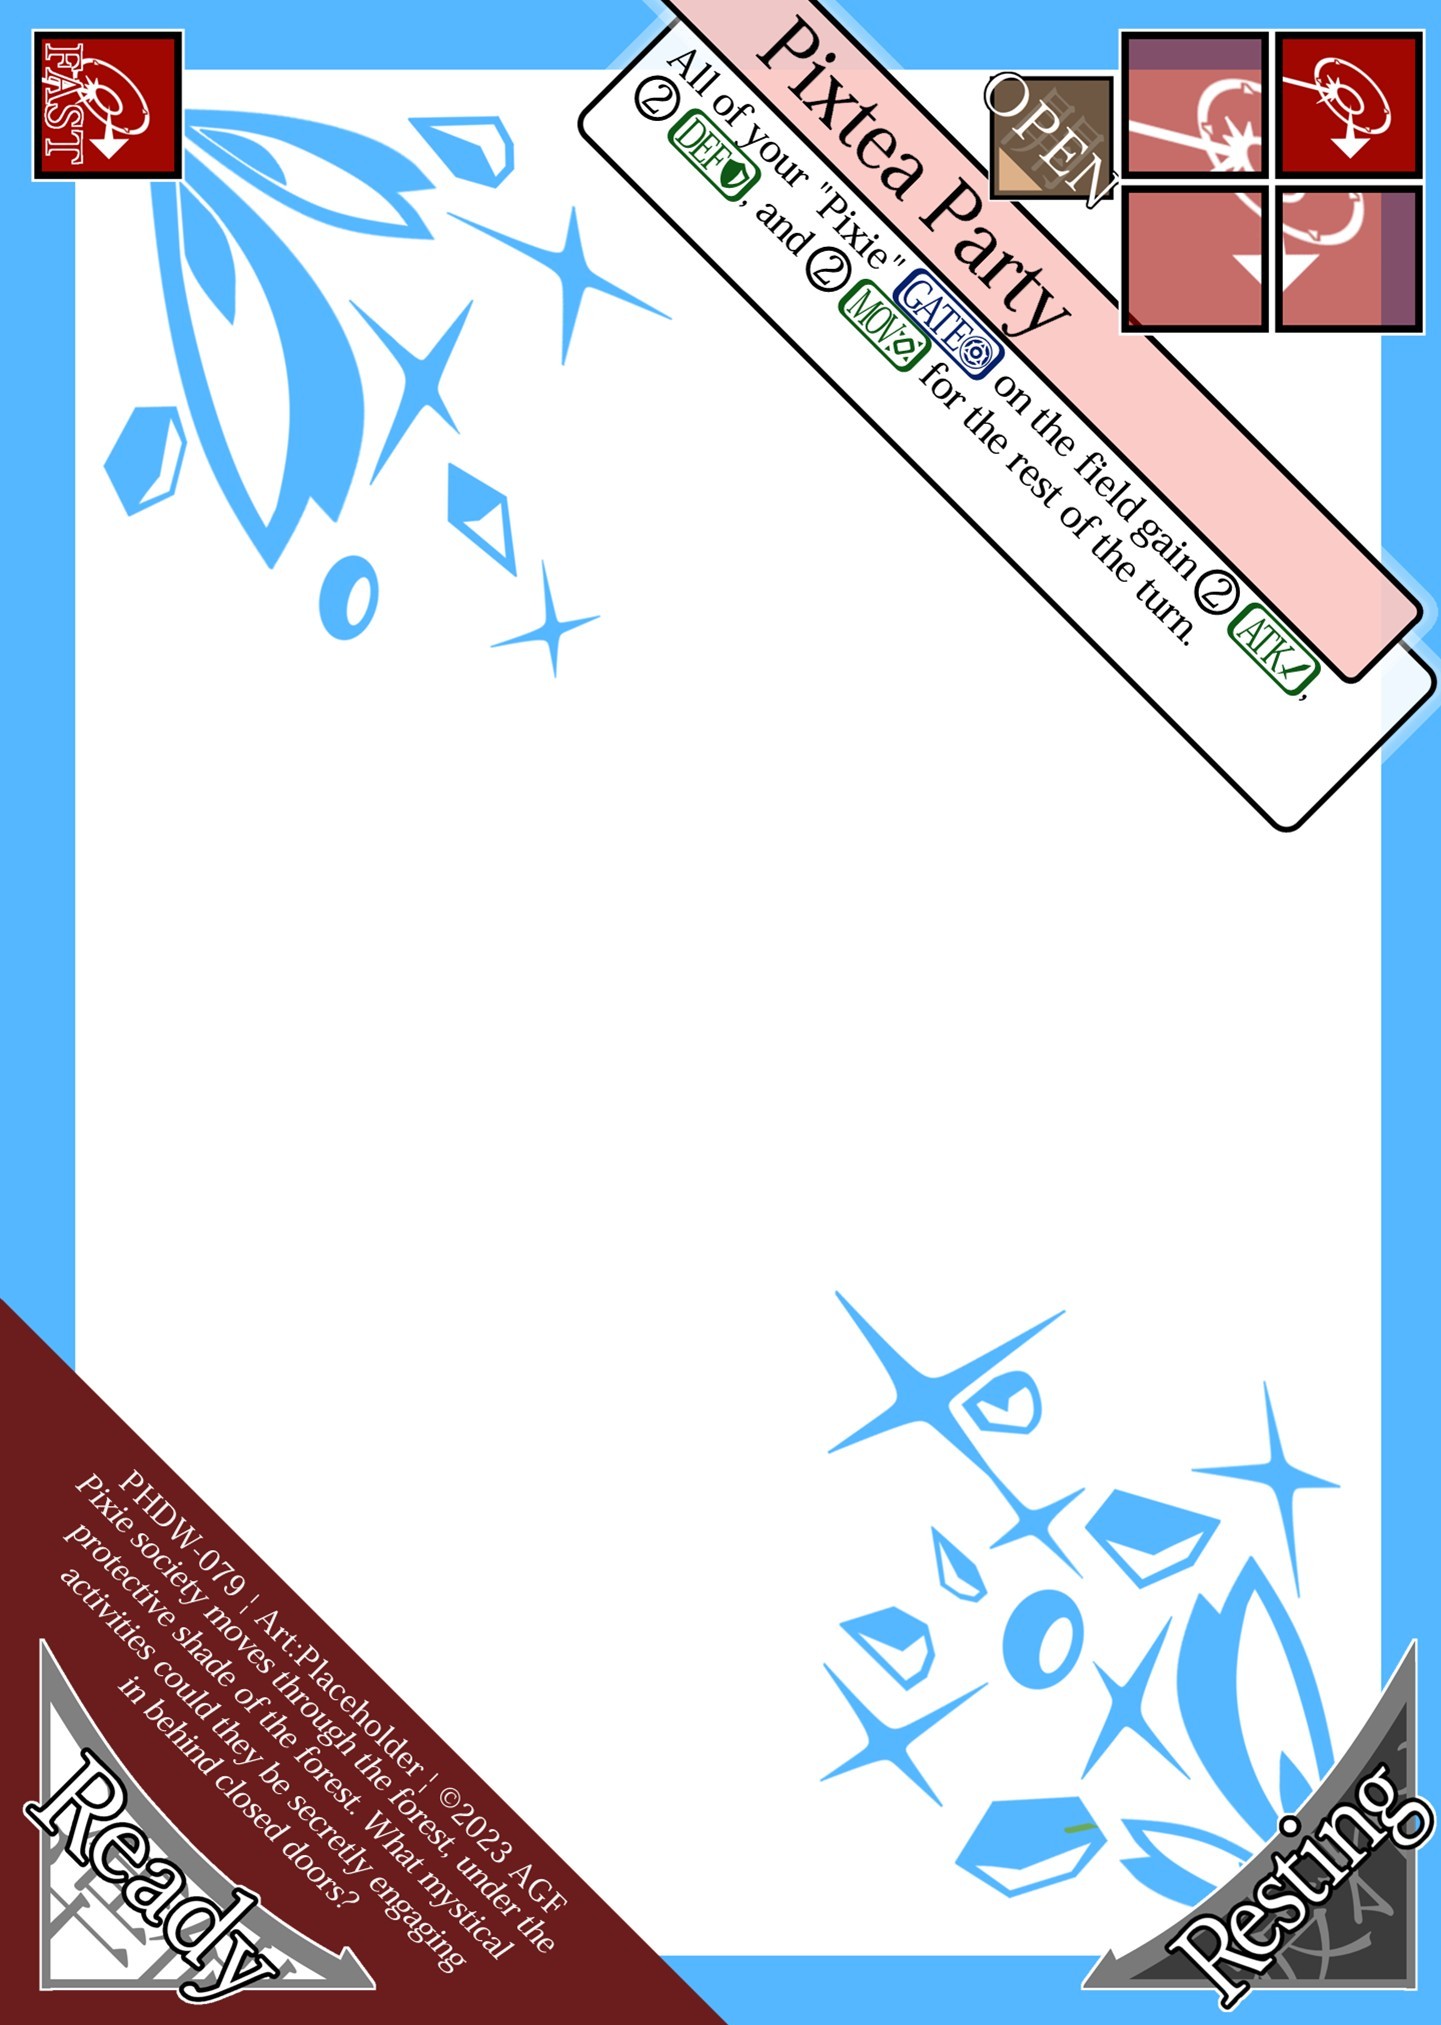 FAST
Pixtea Party
OPEN
All of your "Pixie" GATE on the field gain ② ATK,
② DEF, and ② MOV for the rest of the turn.
PHDW-079 ¦ Art:Placeholder ¦ ©2023 AGF
Pixie society moves through the forest, under the
protective shade of the forest. What mystical
activities could they be secretly engaging
in behind closed doors?
Ready
Resting